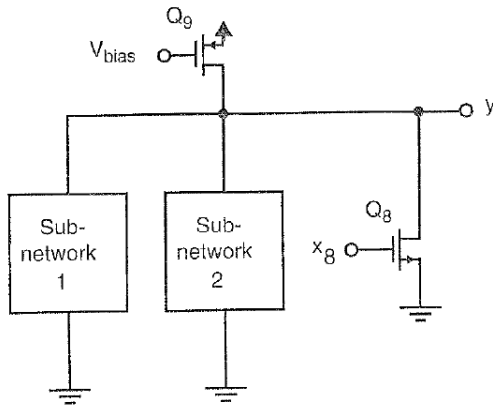 Q9
Vbias
y
Sub-
network
1
Sub-
network
2
Q8
x8